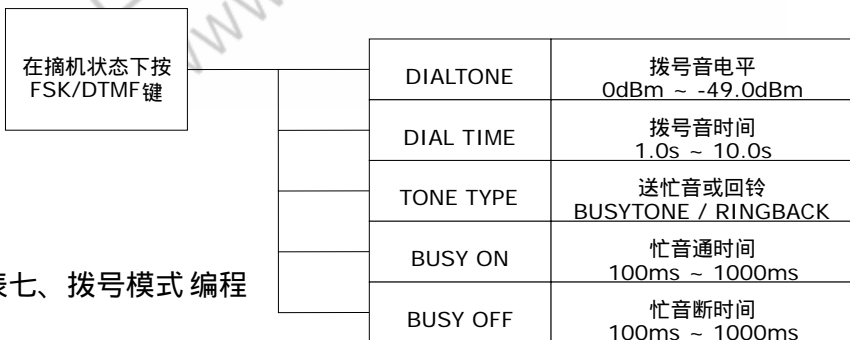 在摘机状态下按
FSK/DTMF键
DIALTONE
拨号音电平
0dBm ~ -49.0dBm
DIAL TIME
拨号音时间
1.0s ~ 10.0s
TONE TYPE
送忙音或回铃
BUSYTONE / RINGBACK
BUSY ON
忙音通时间
100ms ~ 1000ms
BUSY OFF
忙音断时间
100ms ~ 1000ms
表七、拨号模式 编程